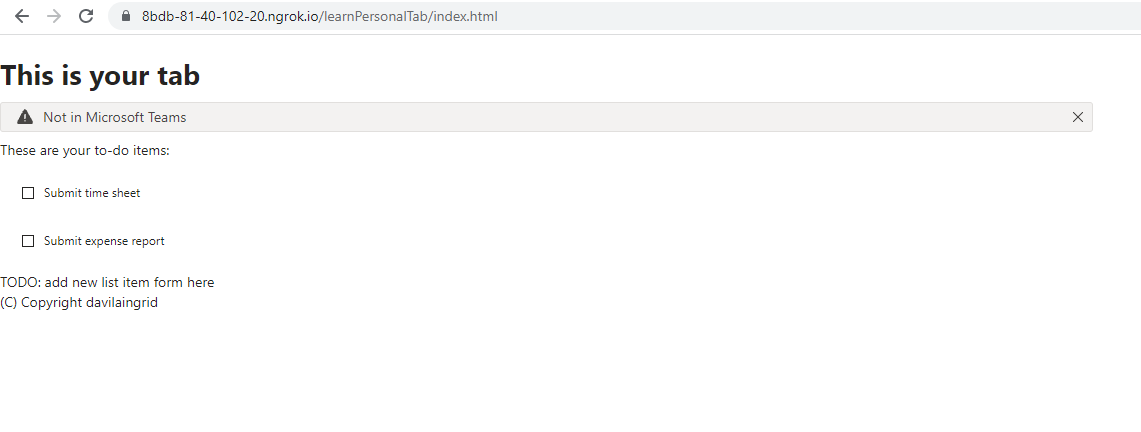 8bdb-81-40-102-20.ngrok.io/learnPersonalTab/index.html
This is your tab
Not in Microsoft Teams
These are your to-do items:
Submit time sheet
Submit expense report
TODO: add new list item form here
(C) Copyright davilaingrid